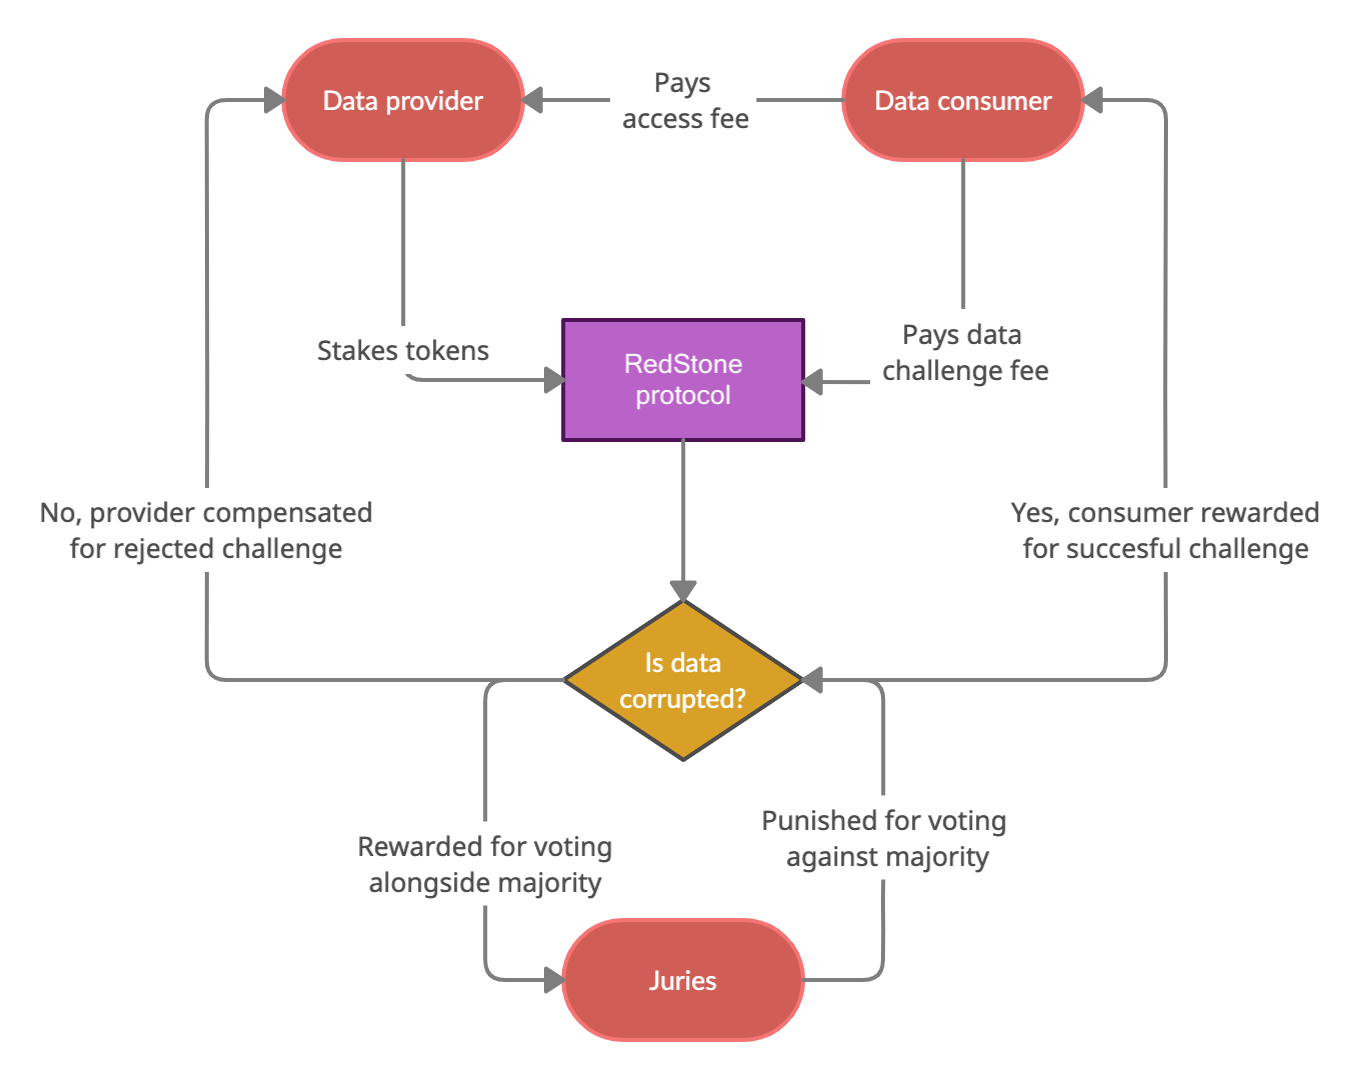 Data provider
Pays
access fee
Data consumer
Stakes tokens
RedStone
protocol
Pays data
challenge fee
No, provider compensated
for rejected challenge
Yes, consumer rewarded
for succesful challenge
Is data
corrupted?
Rewarded for voting
alongside majority
Punished for voting
against majority
Juries